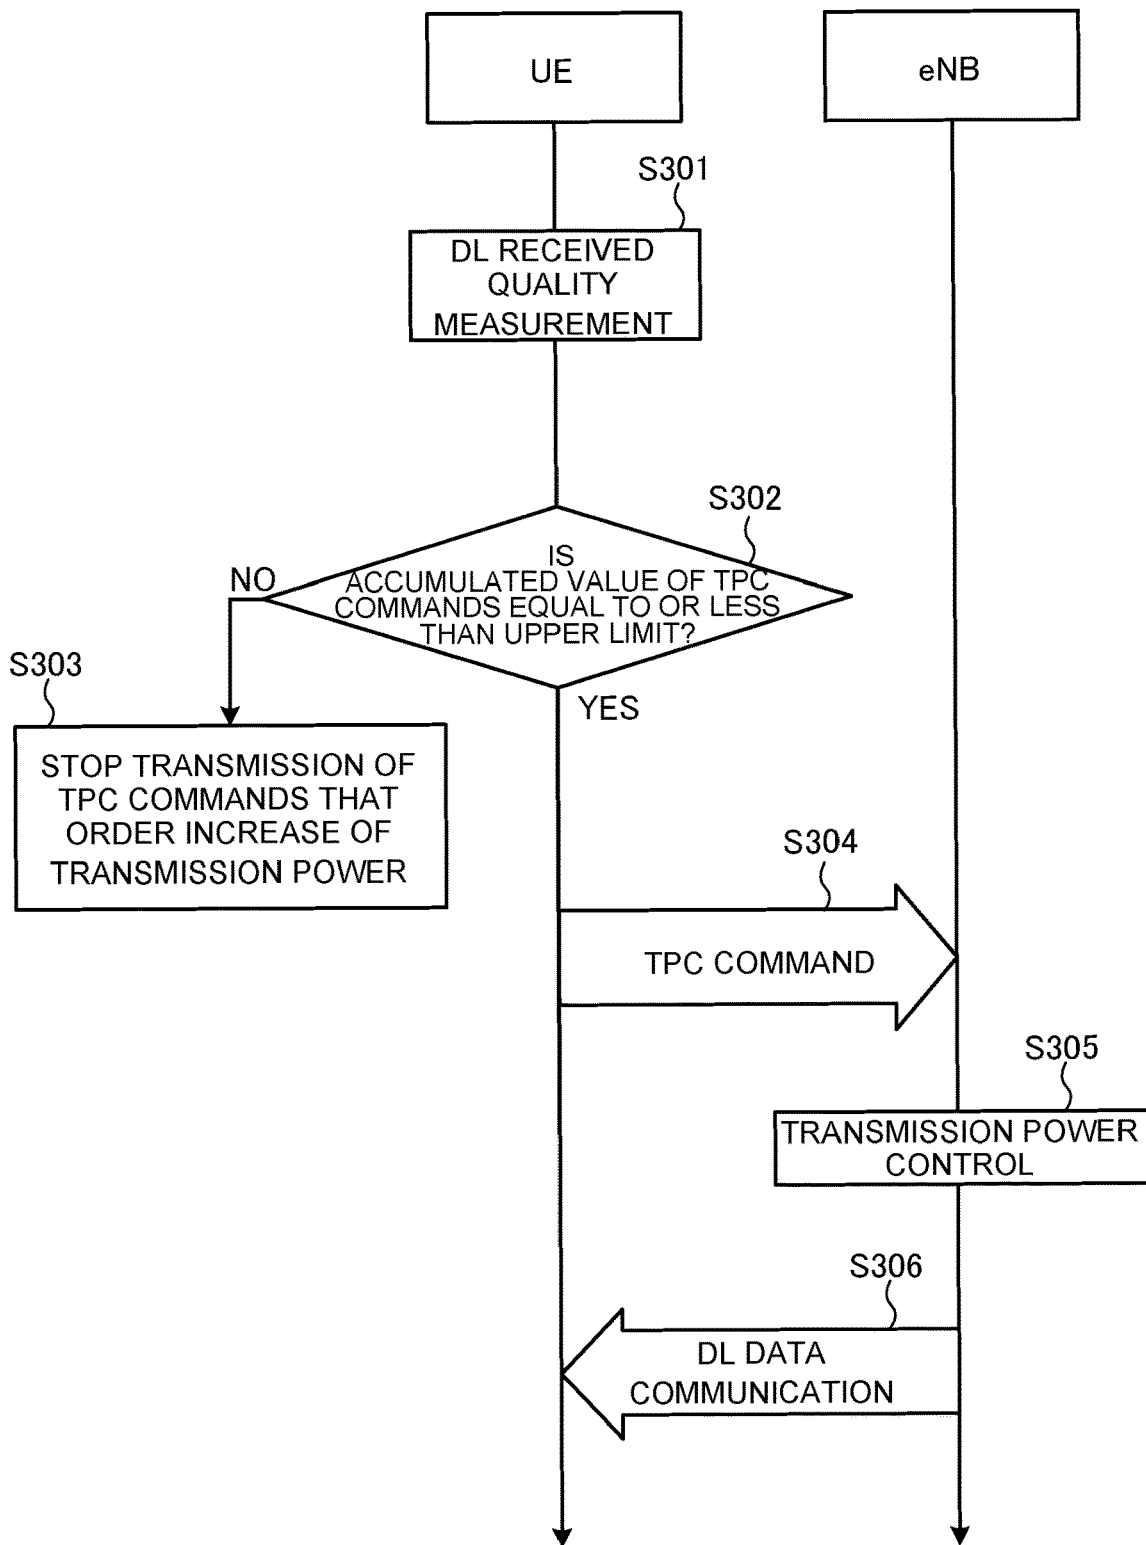 UE
eNB
S301
DL RECEIVED
QUALITY
MEASUREMENT
S302
IS
ACCUMULATED VALUE OF TPC
COMMANDS EQUAL TO OR LESS
THAN UPPER LIMIT?
NO
YES
S303
STOP TRANSMISSION OF
TPC COMMANDS THAT
ORDER INCREASE OF
TRANSMISSION POWER
S304
TPC COMMAND
S305
TRANSMISSION POWER
CONTROL
S306
DL DATA
COMMUNICATION